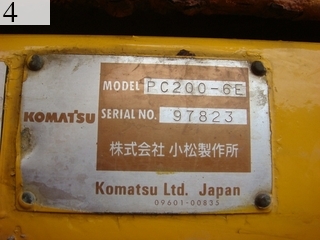 4
MODEL PC200-6E
KOMATSU
SERIAL NO. 97823
株式会社 小松製作所
Komatsu Ltd. Japan
09601-00835